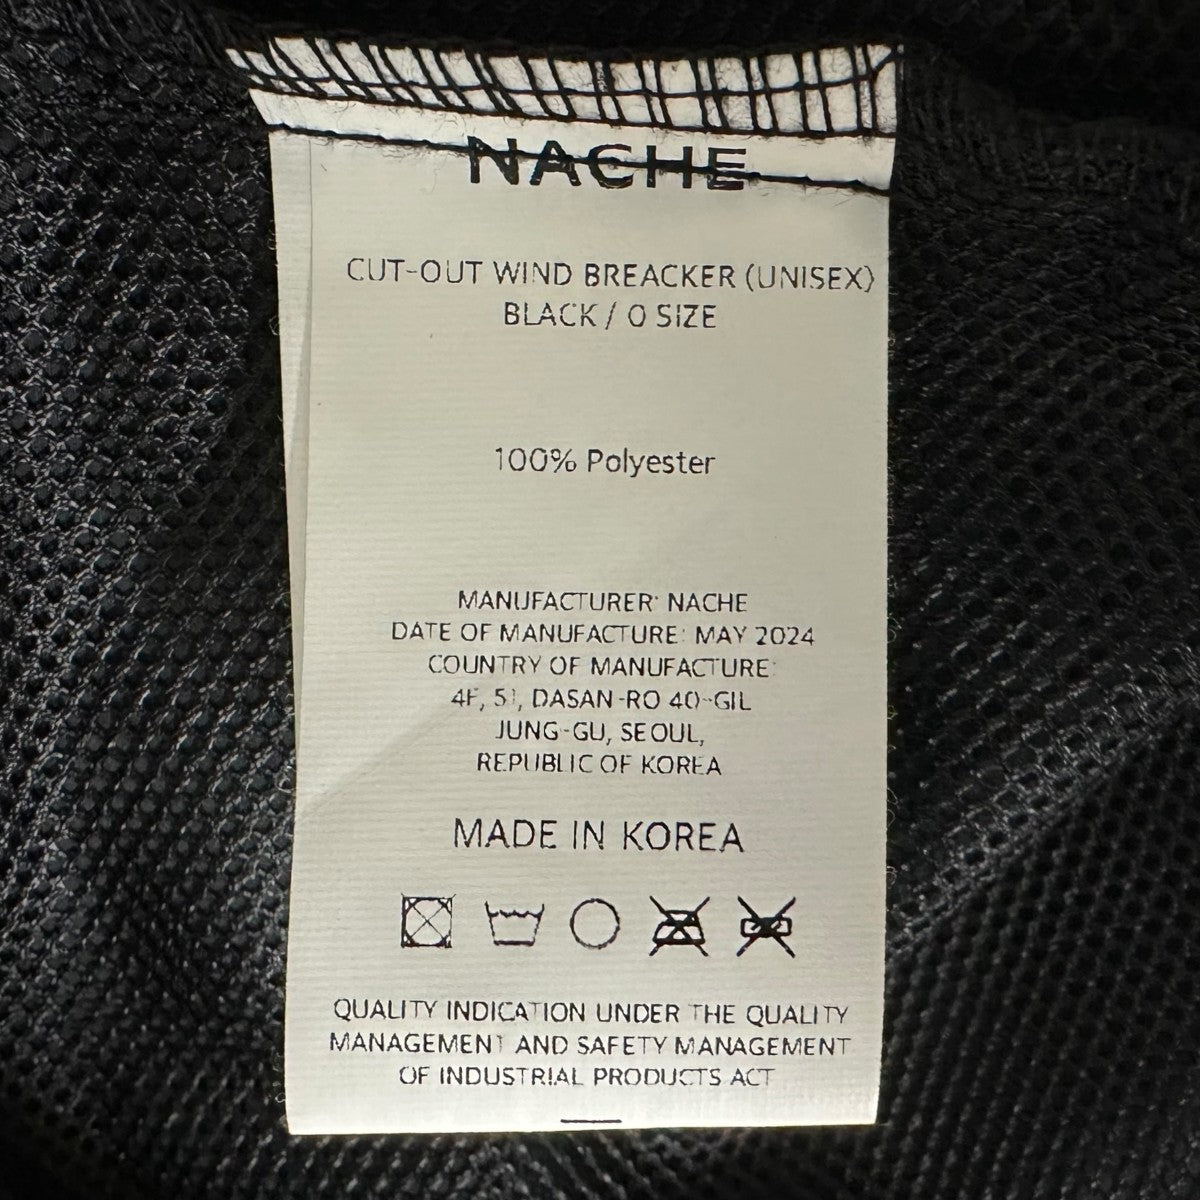 NACHE
CUT-OUT WIND BREACKER (UNISEX)
BLACK / O SIZE
100% Polyester
MANUFACTURER: NACHE
DATE OF MANUFACTURE: MAY 2024
COUNTRY OF MANUFACTURE:
4F, 51, DASAN-RO 40-GIL
JUNG-GU, SEOUL,
REPUBLIC OF KOREA
MADE IN KOREA
QUALITY INDICATION UNDER THE QUALITY
MANAGEMENT AND SAFETY MANAGEMENT
OF INDUSTRIAL PRODUCTS ACT